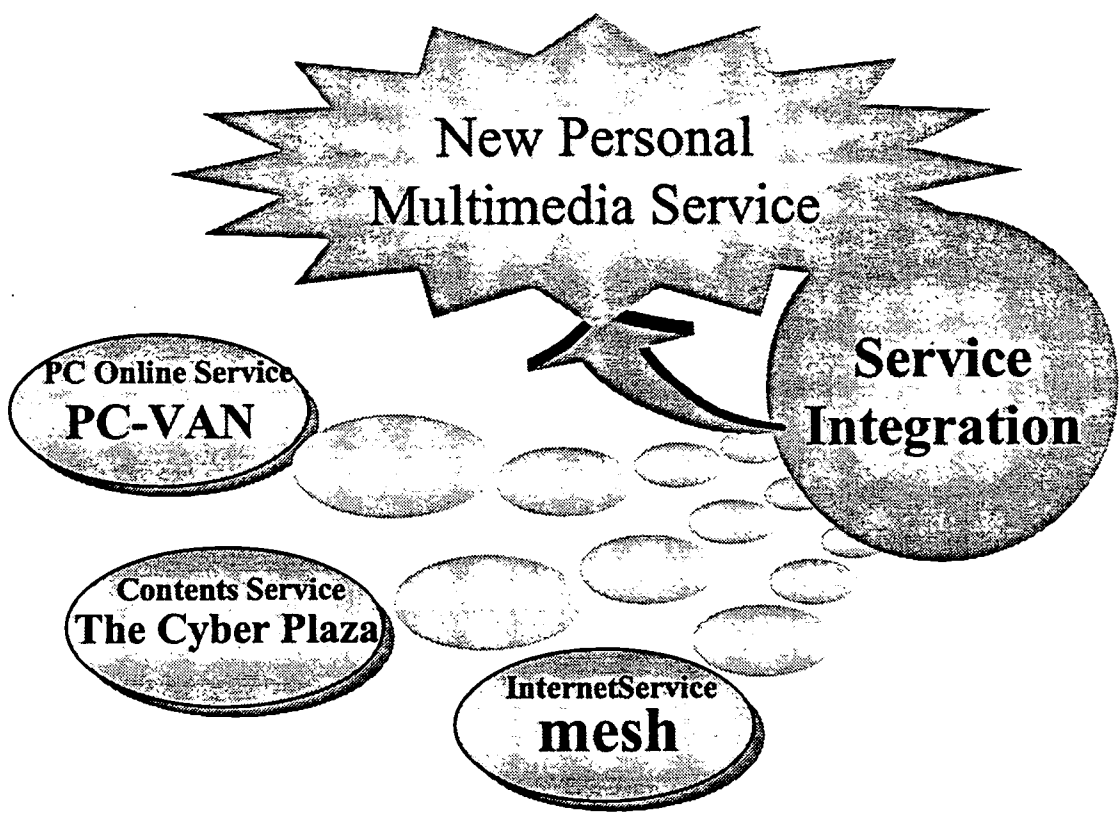 New Personal
Multimedia Service
Service
Integration
PC Online Service
PC-VAN
Contents Service
The Cyber Plaza
InternetService
mesh